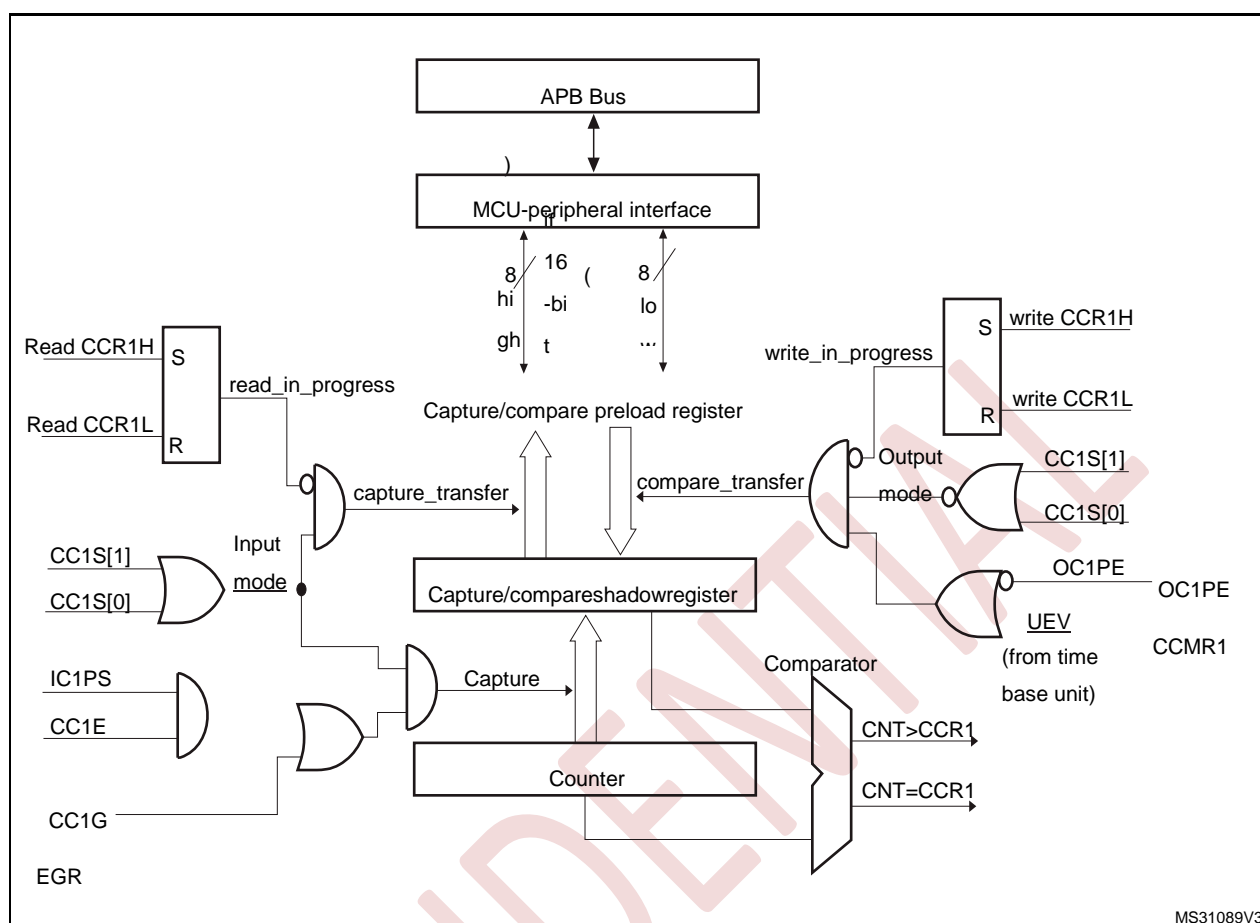 APB Bus
)
MCU-peripheral interface
if
8
16
(
8
hi
-bi
lo
gh
t
w
S
write CCR1H
Read CCR1H
S
write_in_progress
read_in_progress
R
write CCR1L
Read CCR1L
R
Capture/compare preload register
Output
mode
CC1S[1]
CC1S[0]
capture_transfer
compare_transfer
CC1S[1]
CC1S[0]
Input
mode
Capture/compareshadowregister
OC1PE
OC1PE
UEV
(from time
base unit)
CCMR1
Comparator
IC1PS
CC1E
Capture
CNT>CCR1
CNT=CCR1
Counter
CC1G
EGR
DENTIAL
MS31089V3